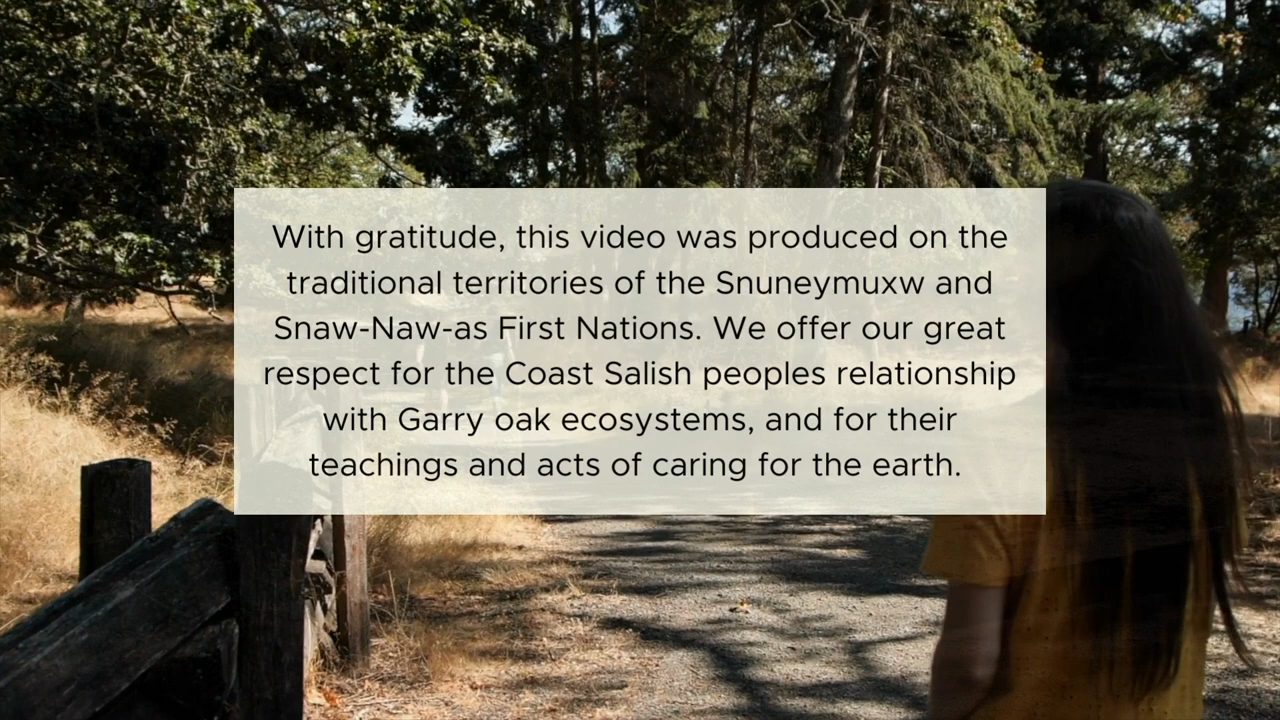 With gratitude, this video was produced on the
traditional territories of the Snuneymuxw and
Snaw-Naw-as First Nations. We offer our great
respect for the Coast Salish peoples relationship
with Garry oak ecosystems, and for their
teachings and acts of caring for the earth.